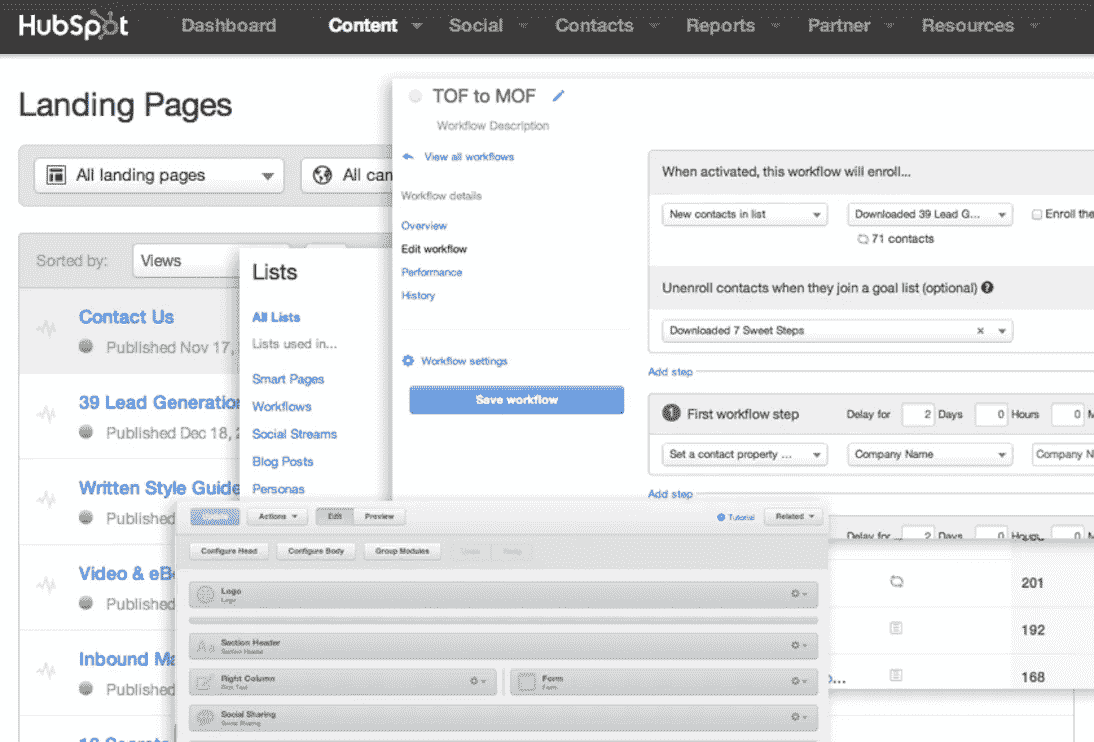 HubSpot Dashboard Content Social Contacts Reports Partner Resources
Landing Pages
All landing pages
All can
Sorted by: Views
Contact Us
Published Nov 17,
39 Lead Generation
Published Dec 18, 2
Written Style Guide
Published
Video & eBo
Published
Inbound Ma
Published
Lists
All Lists
Lists used in...
Smart Pages
Workflows
Social Streams
Blog Posts
Personas
TOF to MOF
Workflow Description
View all workflows
Workflow details
Overview
Edit workflow
Performance
History
Workflow settings
Save workflow
When activated, this workflow will enroll...
New contacts in list Downloaded 39 Lead G... Enroll the
71 contacts
Unenroll contacts when they join a goal list (optional) ?
Downloaded 7 Sweet Steps ×
Add step
1 First workflow step Delay for 2 Days 0 Hours 0 M
Set a contact property ... Company Name Company N
Add step
Delay for 2 Days 0 Hours 0 M
201
192
168
Actions Edit Preview Tutorial Related
Configure Head Configure Body Group Modules
Logo
Logo
Aa Section Header
Section Header
Right Column
Rich Text
Form
Form
Social Sharing
Social Sharing